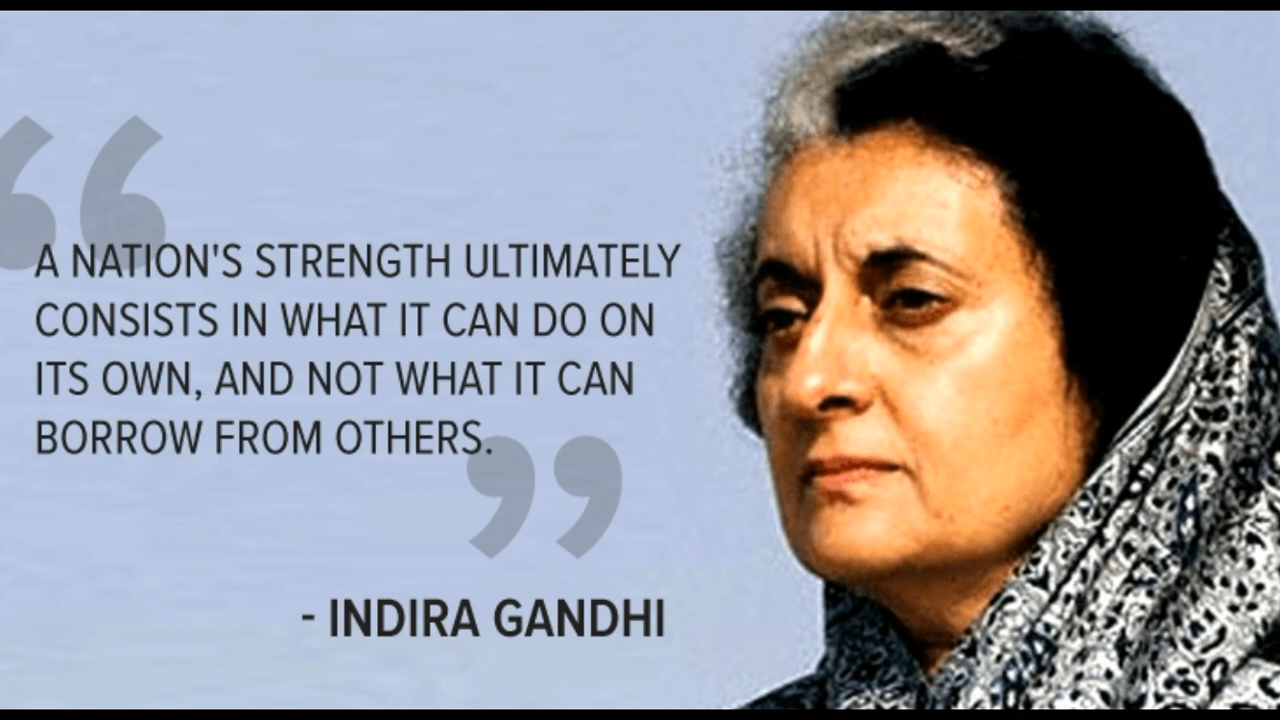 A NATION'S STRENGTH ULTIMATELY
CONSISTS IN WHAT IT CAN DO ON
ITS OWN, AND NOT WHAT IT CAN
BORROW FROM OTHERS.
- INDIRA GANDHI